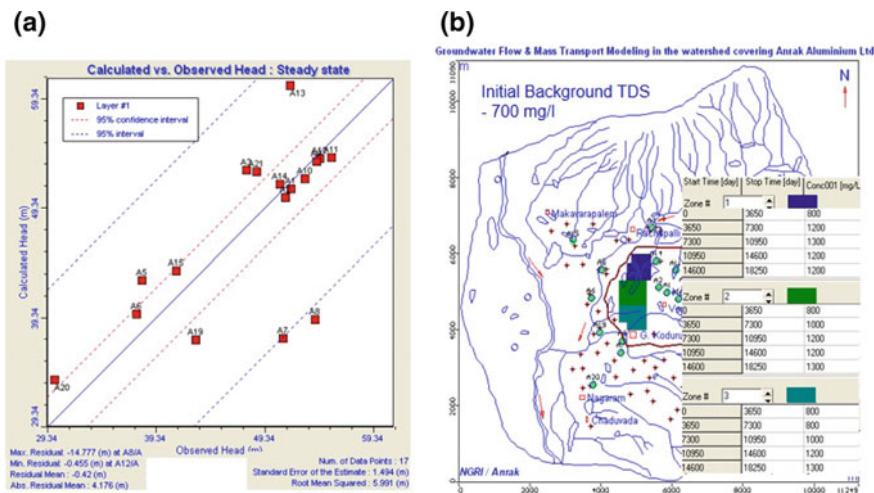 (a)
Calculated vs. Observed Head : Steady state
Layer #1
95% confidence interval
95% interval
Calculated Head (m)
59.34
49.34
39.34
29.34
A13
A11
A21
A10
A14
A15
A5
A6
A19
A7
A8
A20
29.34 39.34 49.34 59.34
Observed Head (m)
Max. Residual: -14.777 (m) at A8/A
Min. Residual: -0.455 (m) at A12/A
Residual Mean : -0.42 (m)
Abs. Residual Mean : 4.176 (m)
Num. of Data Points : 17
Standard Error of the Estimate : 1.494 (m)
Root Mean Squared : 5.991 (m)
(b)
Groundwater Flow & Mass Transport Modeling in the watershed covering Anrak Aluminium Ltd
m
Initial Background TDS
- 700 mg/l
N
10000
8000
6000
4000
2000
0
Makavarapalem
G. Kodur
Nagaram
Chaduvada
A20
NGRI / Anrak
0 2000 4000 6000 8000 10000
Start Time [day] Stop Time [day] Conc001 [mg/L
Zone # 1
0 3650 800
3650 7300 1200
7300 10950 1300
10950 14600 1200
14600 18250 1300
Zone # 2
0 3650 800
3650 7300 1000
7300 10950 1200
10950 14600 1200
14600 18250 1200
Zone # 3
0 3650 800
3650 7300 800
7300 10950 1200
10950 14600 1200
14600 18250 1300